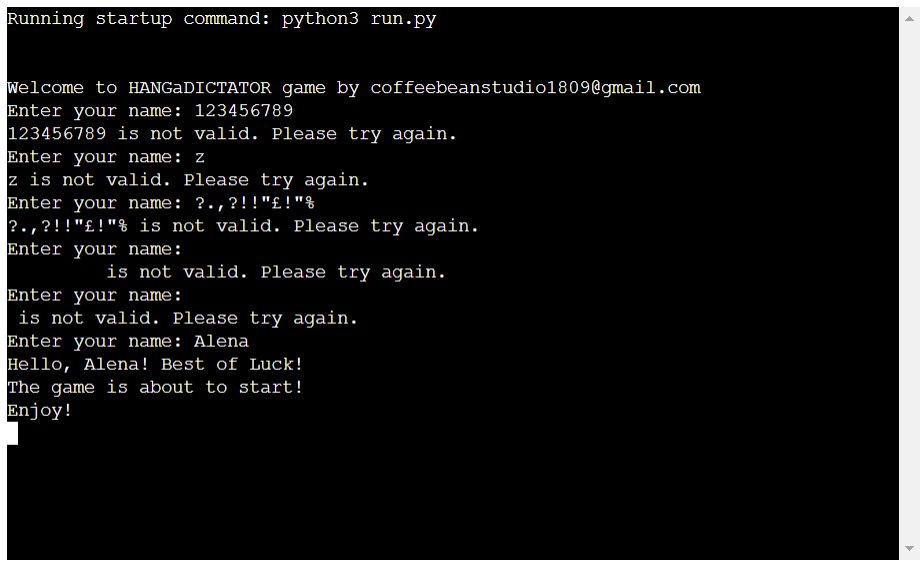 Running startup command: python3 run.py
Welcome to HANGaDICTATOR game by coffeebeanstudio1809@gmail.com
Enter your name: 123456789
123456789 is not valid. Please try again.
Enter your name: z
z is not valid. Please try again.
Enter your name: ?.,?!!"£!"%
?.,?!!"£!"% is not valid. Please try again.
Enter your name:
         is not valid. Please try again.
Enter your name:
 is not valid. Please try again.
Enter your name: Alena
Hello, Alena! Best of Luck!
The game is about to start!
Enjoy!